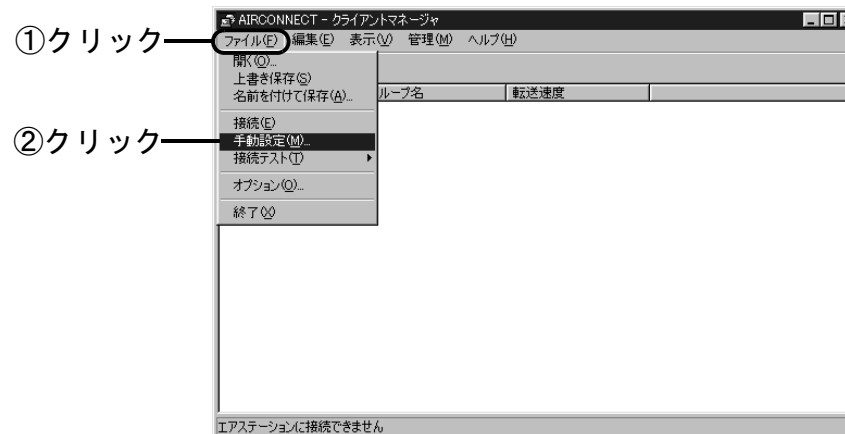 AIRCONNECT - クライアントマネージャ
①クリック
ファイル(F) 編集(E) 表示(V) 管理(M) ヘルプ(H)
開く(O)...
上書き保存(S)
名前を付けて保存(A)...
ループ名 転送速度
接続(E)
②クリック
手動設定(M)...
接続テスト(T)
オプション(O)...
終了(X)
エアステーションに接続できません